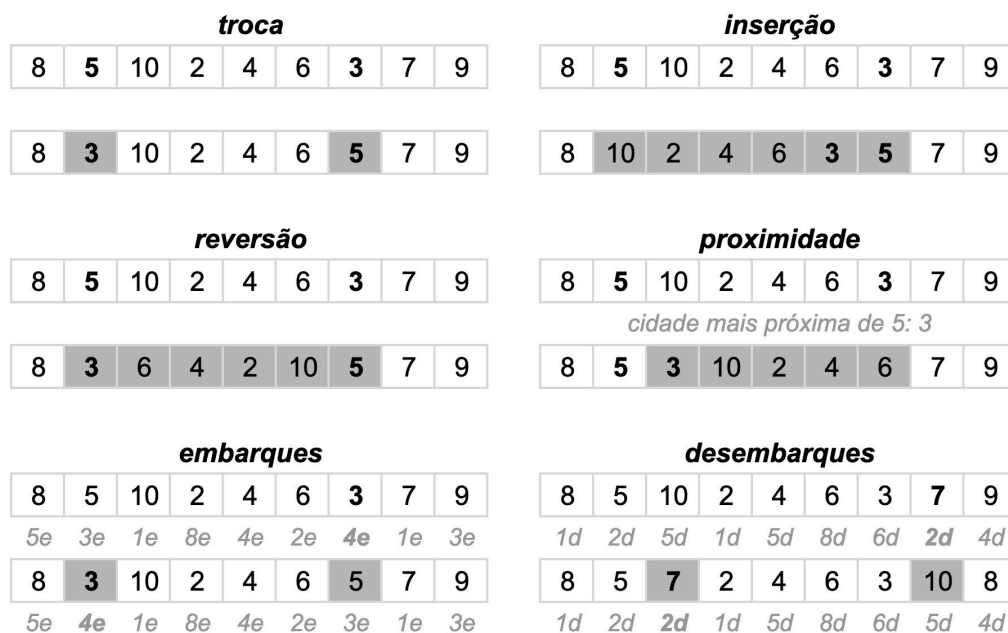 troca
8 5 10 2 4 6 3 7 9
8 3 10 2 4 6 5 7 9
inserção
8 5 10 2 4 6 3 7 9
8 10 2 4 6 3 5 7 9
reversão
8 5 10 2 4 6 3 7 9
8 3 6 4 2 10 5 7 9
proximidade
8 5 10 2 4 6 3 7 9
cidade mais próxima de 5: 3
8 5 3 10 2 4 6 7 9
embarques
8 5 10 2 4 6 3 7 9
5e 3e 1e 8e 4e 2e 4e 1e 3e
8 3 10 2 4 6 5 7 9
5e 4e 1e 8e 4e 2e 3e 1e 3e
desembarques
8 5 10 2 4 6 3 7 9
1d 2d 5d 1d 5d 8d 6d 2d 4d
8 5 7 2 4 6 3 10 8
1d 2d 2d 1d 5d 8d 6d 5d 4d